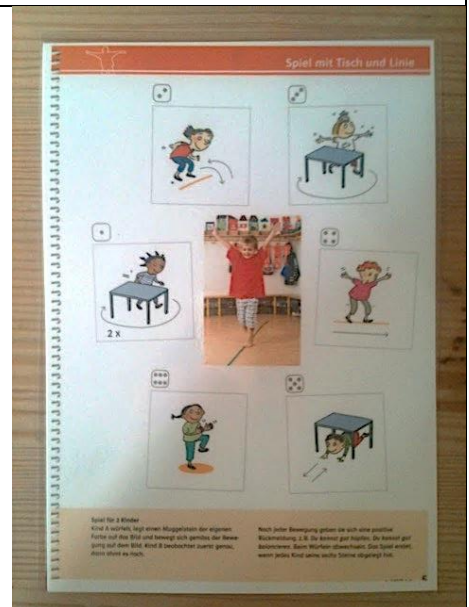 Spiel mit Tisch und Linie
2 x
Spiel für 2 Kinder
Kind A würfelt, legt einen Muggelstein der eigenen
Farbe auf das Bild und bewegt sich gemäss der Bewe-
gung auf dem Bild. Kind B beobachtet zuerst genau,
dann ahmt es nach.
Nach jeder Bewegung geben sie sich eine positive
Rückmeldung, z.B. Du kannst gut hüpfen, Du kannst gut
balancieren. Beim Würfeln abwechseln. Das Spiel endet,
wenn jedes Kind seine sechs Steine abgelegt hat.